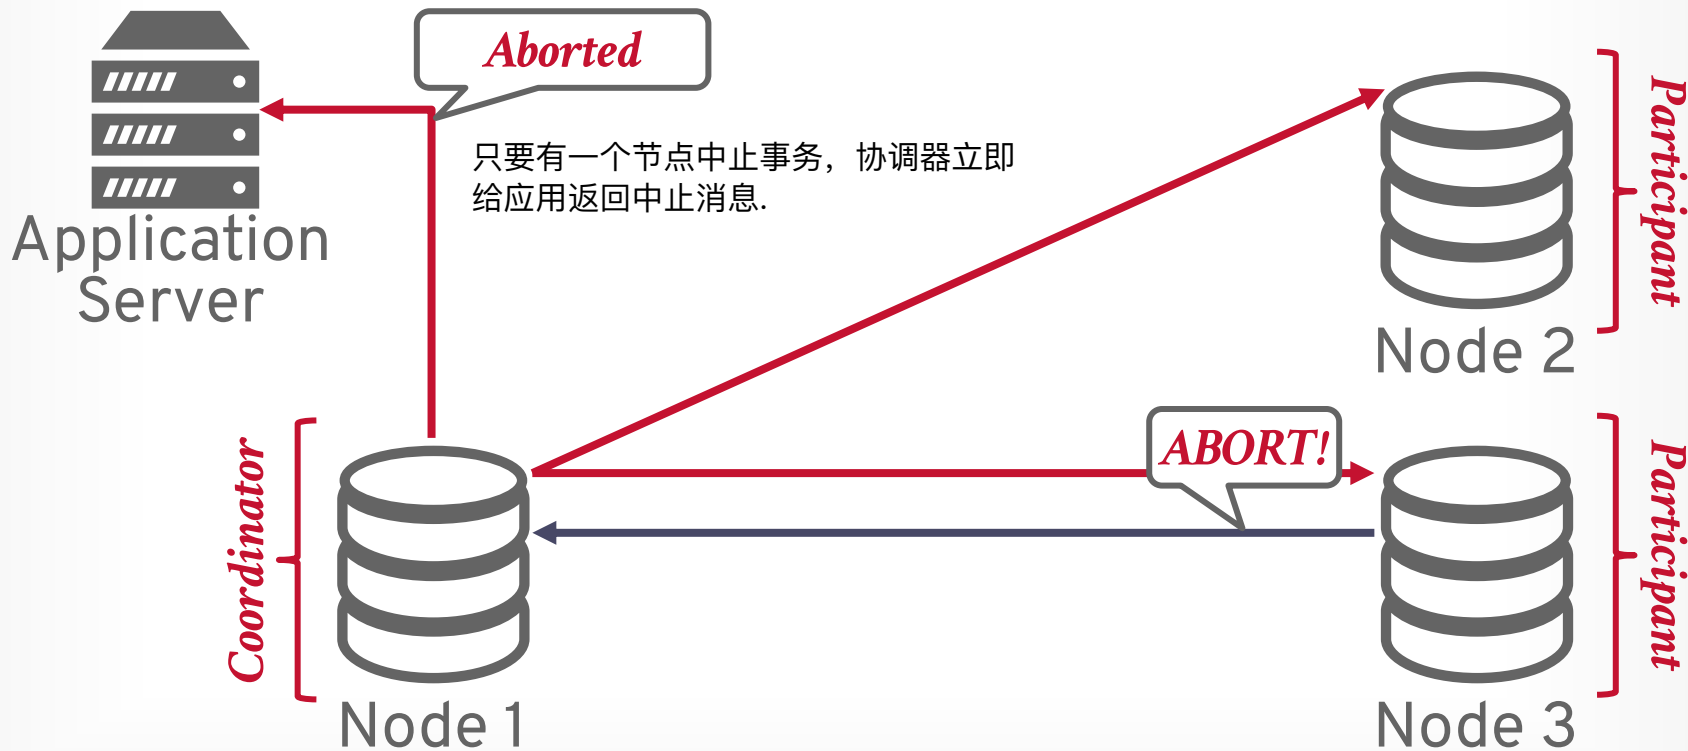 Aborted
只要有一个节点中止事务，协调器立即
给应用返回中止消息.
Application
Server
Participant
Node 2
ABORT!
Coordinator
Participant
Node 1
Node 3